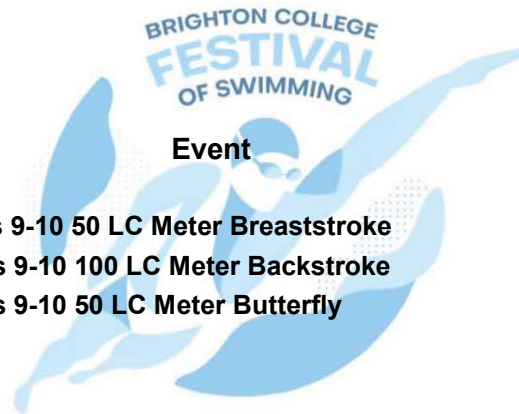 BRIGHTON COLLEGE
FESTIVAL
OF SWIMMING
Event
s 9-10 50 LC Meter Breaststroke
s 9-10 100 LC Meter Backstroke
s 9-10 50 LC Meter Butterfly